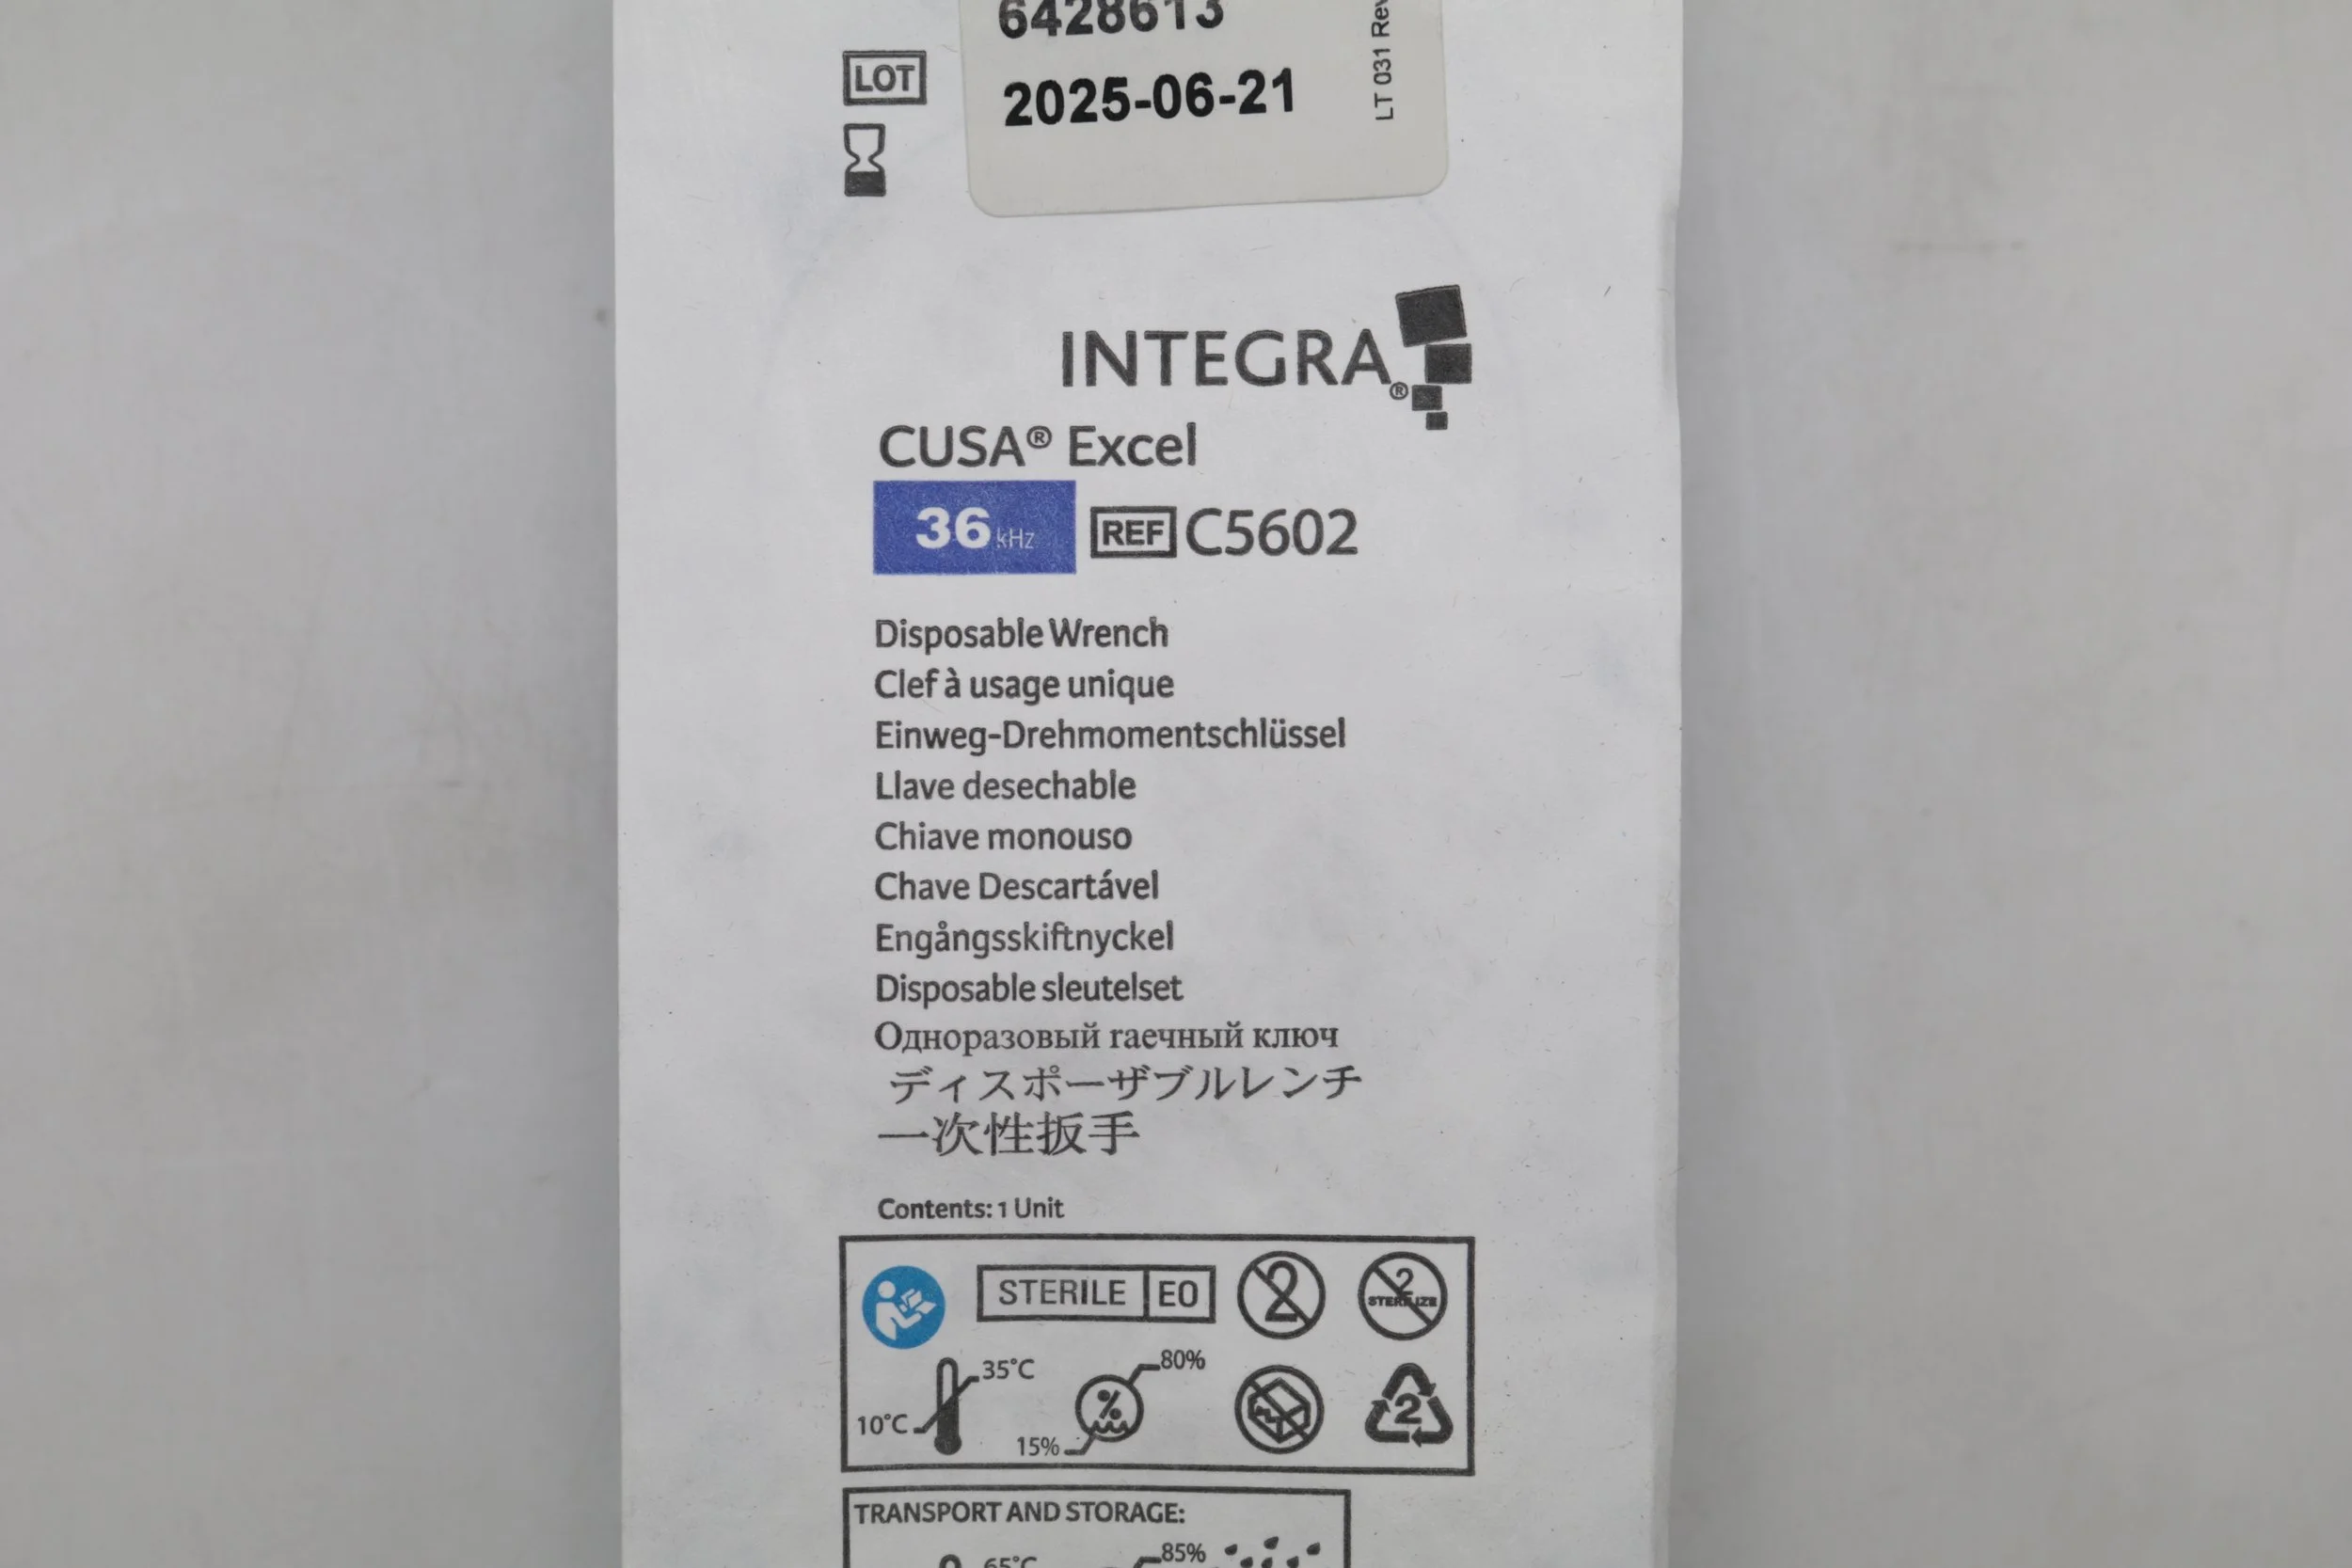 6428613
LOT
2025-06-21
LT 031 Rev
INTEGRA®
CUSA® Excel
36 kHz REF C5602
Disposable Wrench
Clef à usage unique
Einweg-Drehmomentschlüssel
Llave desechable
Chiave monouso
Chave Descartável
Engångsskiftnyckel
Disposable sleutelset
Одноразовый гаечный ключ
ディスポーザブルレンチ
一次性扳手
Contents: 1 Unit
STERILE EO 2 2 STERILIZE
35°C 80%
10°C % 2
15%
TRANSPORT AND STORAGE:
65°C 85%